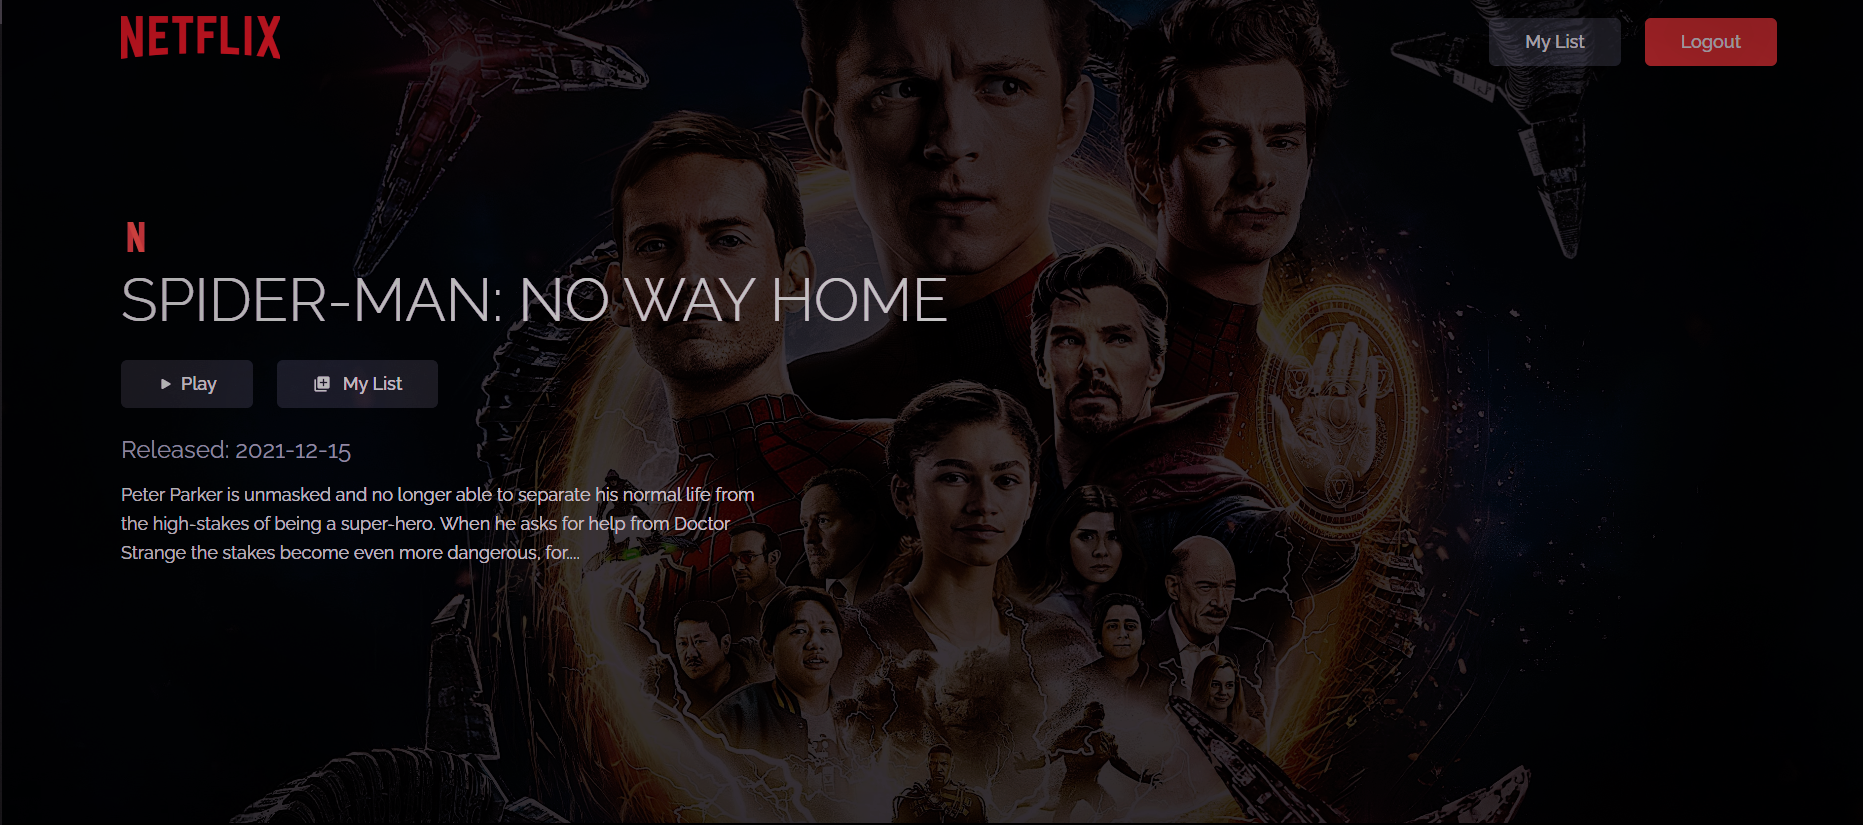 NETFLIX
My List
Logout
N
SPIDER-MAN: NO WAY HOME
Play
My List
Released: 2021-12-15
Peter Parker is unmasked and no longer able to separate his normal life from
the high-stakes of being a super-hero. When he asks for help from Doctor
Strange the stakes become even more dangerous, for....